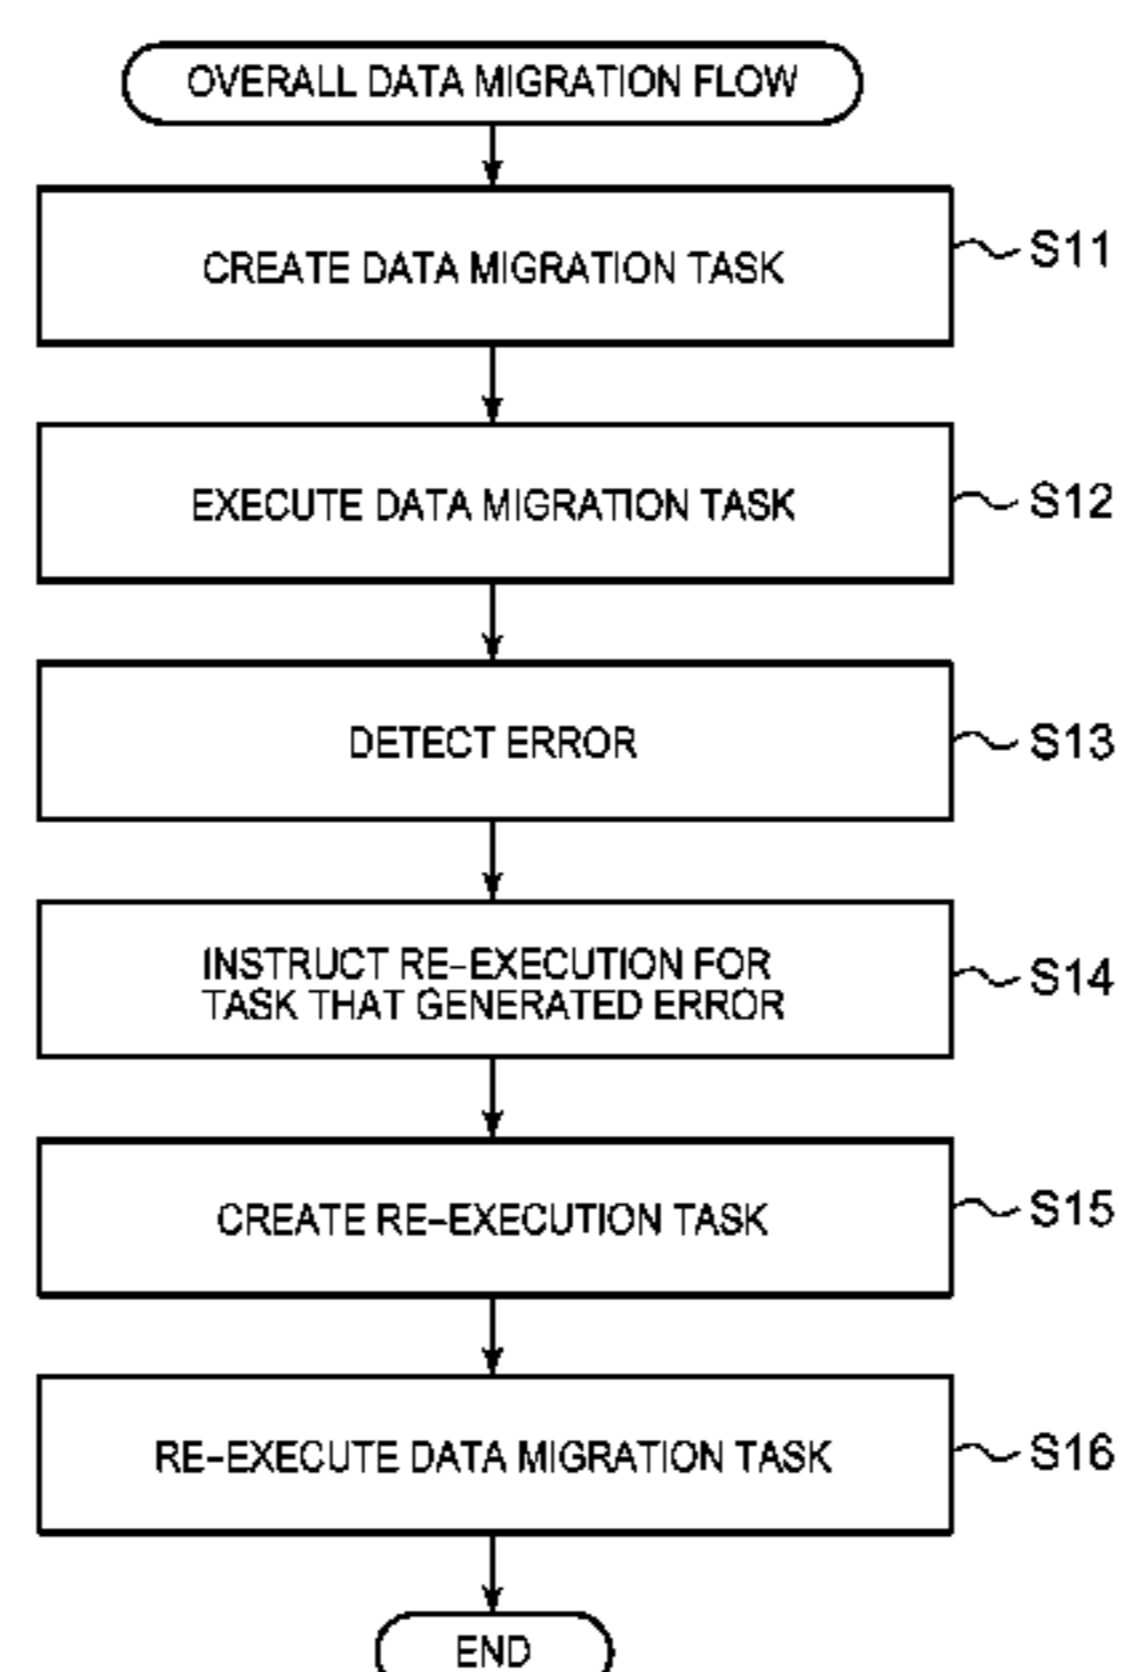 OVERALL DATA MIGRATION FLOW
CREATE DATA MIGRATION TASK
S11
EXECUTE DATA MIGRATION TASK
S12
DETECT ERROR
S13
INSTRUCT RE-EXECUTION FOR
TASK THAT GENERATED ERROR
S14
CREATE RE-EXECUTION TASK
S15
RE-EXECUTE DATA MIGRATION TASK
S16
END